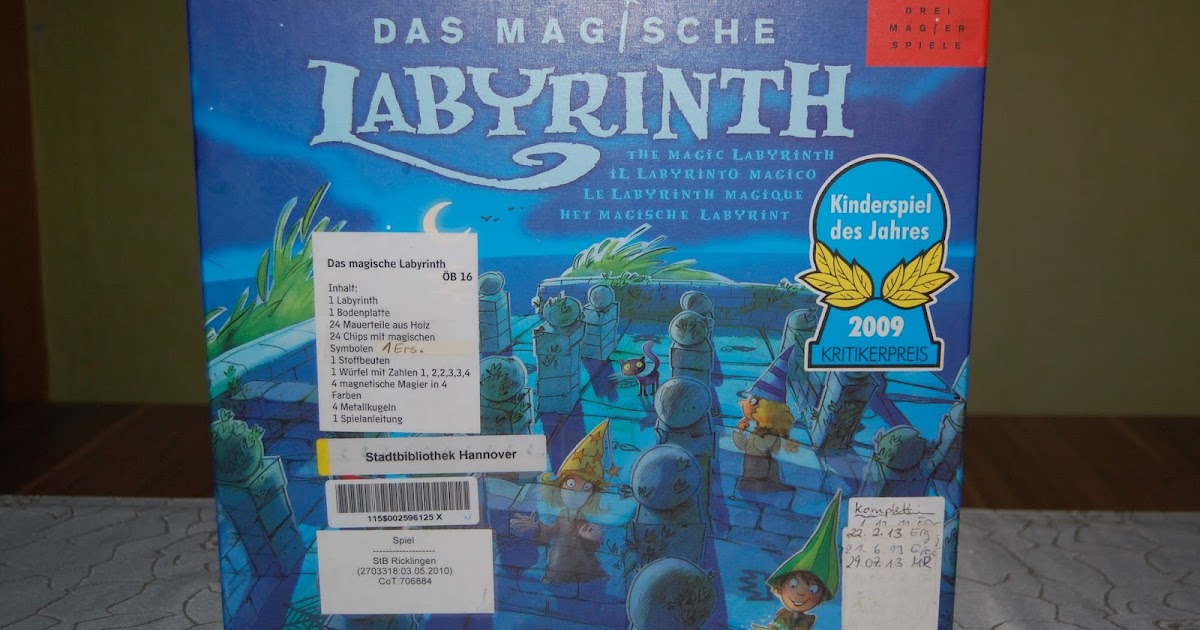 DAS MAGISCHE
LABYRINTH
THE MAGIC LABYRINTH
IL LABYRINTO MAGICO
LE LABYRINTH MAGIQUE
HET MAGISCHE LABYRINT
DREI
MAGIER
SPIELE
Kinderspiel
des Jahres
2009
KRITIKERPREIS
Das magische Labyrinth
ÖB 16
Inhalt:
1 Labyrinth
1 Bodenplatte
24 Mauerteile aus Holz
24 Chips mit magischen
Symbolen 1 Ers.
1 Stoffbeuten
1 Würfel mit Zahlen 1, 2,2,3,3,4
4 magnetische Magier in 4
Farben
4 Metallkugeln
1 Spielanleitung
Stadtbibliothek Hannover
115$002596125 X
Spiel
--------------------
StB Ricklingen
(2703318:03.05.2010)
CoT:706884
komplett:
22. 2. 13
21. 6. 13
29.07.13